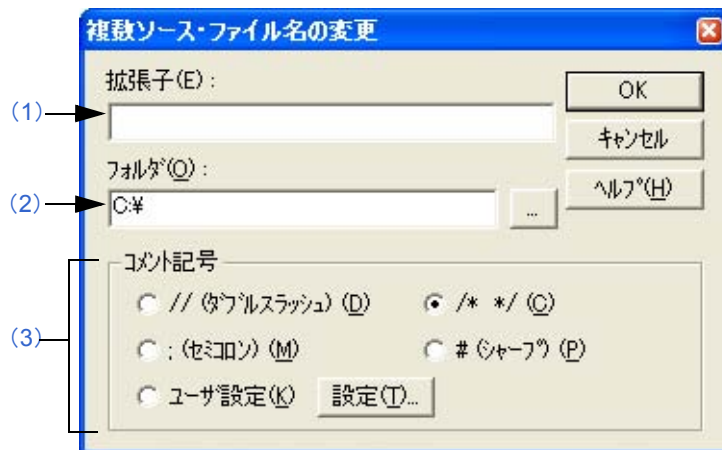 複数ソース・ファイル名の変更
拡張子(E) :
OK
(1)
キャンセル
フォルダ(O) :
ヘルプ(H)
(2)
C:¥
...
コメント記号
// (ダブルスラッシュ) (D)
/* */ (C)
(3)
; (セミコロン) (M)
# (シャープ) (P)
ユーザ設定(K)
設定(T)...